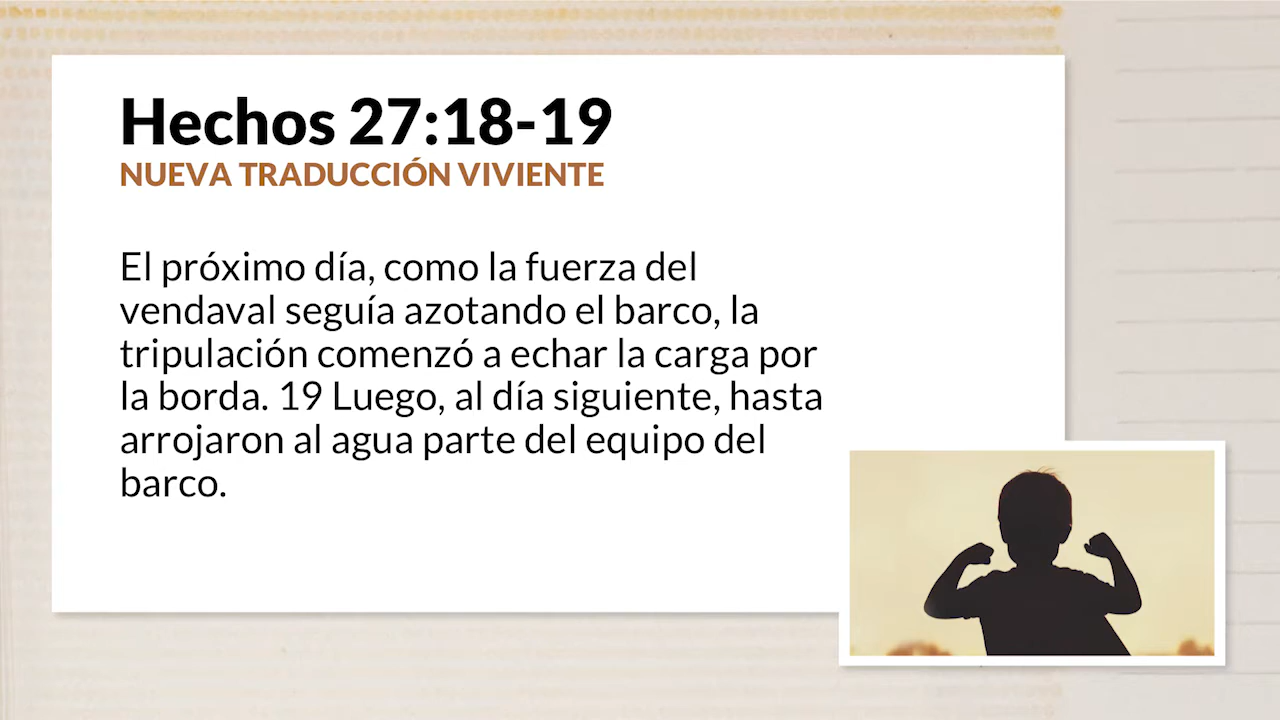 Hechos 27:18-19
NUEVA TRADUCCIÓN VIVIENTE
El próximo día, como la fuerza del
vendaval seguía azotando el barco, la
tripulación comenzó a echar la carga por
la borda. 19 Luego, al día siguiente, hasta
arrojaron al agua parte del equipo del
barco.